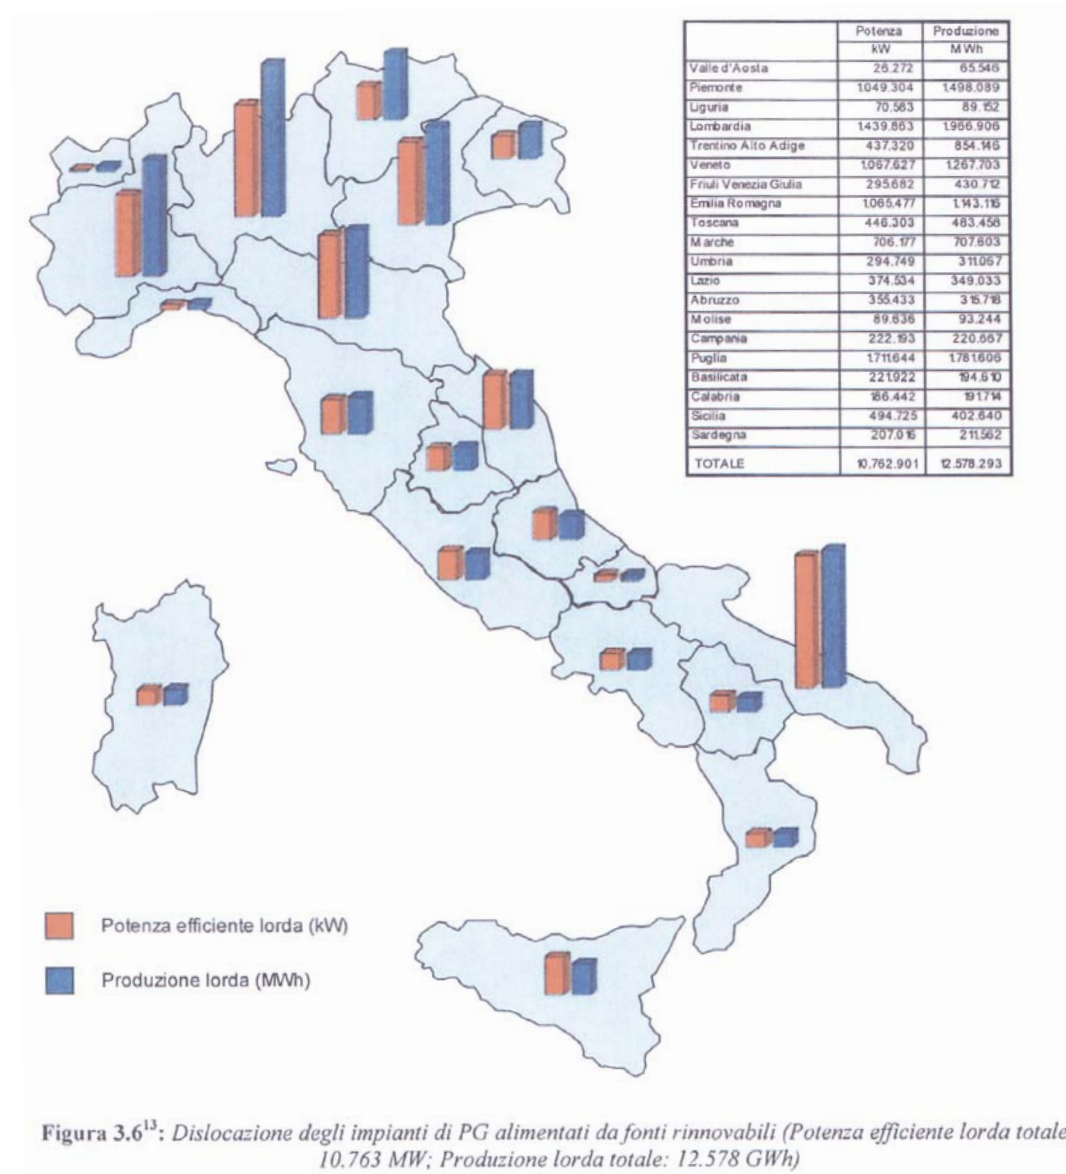 Potenza Produzione
kW MWh
Valle d'Aosta 26.272 65.546
Piemonte 1.049.304 1.498.089
Liguria 70.583 89.152
Lombardia 1.439.863 1.966.906
Trentino Alto Adige 437.320 854.146
Veneto 1.067.627 1.267.703
Friuli Venezia Giulia 295.682 430.712
Emilia Romagna 1.065.477 1.143.116
Toscana 446.303 483.458
Marche 706.177 707.603
Umbria 294.749 311.067
Lazio 374.534 349.033
Abruzzo 355.433 315.718
Molise 89.636 93.244
Campania 222.193 220.667
Puglia 1.711.644 1.781.606
Basilicata 221.922 194.610
Calabria 186.442 191.714
Sicilia 494.725 402.640
Sardegna 207.016 211.562
TOTALE 10.762.901 12.578.293
Potenza efficiente lorda (kW)
Produzione lorda (MWh)
Figura 3.6¹³: Dislocazione degli impianti di PG alimentati da fonti rinnovabili (Potenza efficiente lorda totale
10.763 MW; Produzione lorda totale: 12.578 GWh)